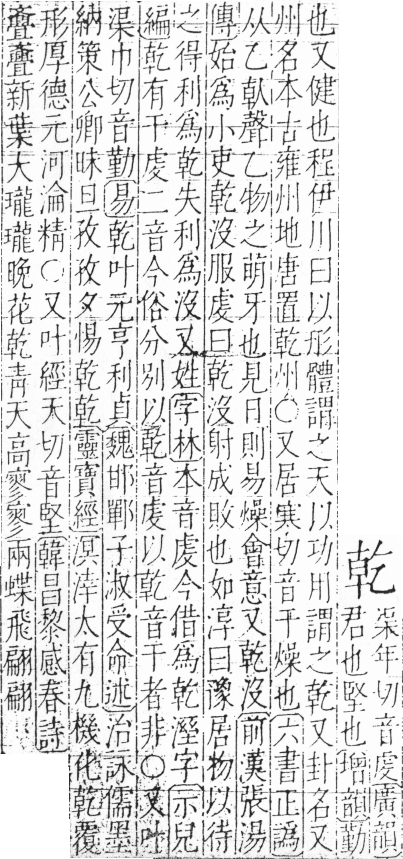 乾
渠年切音虔廣韻
君也堅也增韻勤
也又健也程伊川曰以形體謂之天以功用謂之乾又卦名又
州名本古雍州地唐置乾州○又居寒切音干燥也六書正譌
从乙倝聲乙物之萌牙也見日則易燥會意又乾沒前漢張湯
傳始爲小吏乾沒服虔曰乾沒射成敗也如淳曰豫居物以待
之得利爲乾失利爲沒又姓字林本音虔今借爲乾溼字示兒
編乾有干虔二音今俗分別以乾音虔以乾音干者非○又叶
渠巾切音勤易乾叶元亨利貞魏邯鄲子淑受命述治詠儒墨
納策公卿昧旦孜孜夕惕乾乾靈寶經溟涬太有九機化乾覆
形厚德元河淪精○又叶經天切音堅韓昌黎感春詩
亹亹新葉大瓏瓏晚花乾青天高寥寥兩蝶飛翩翩